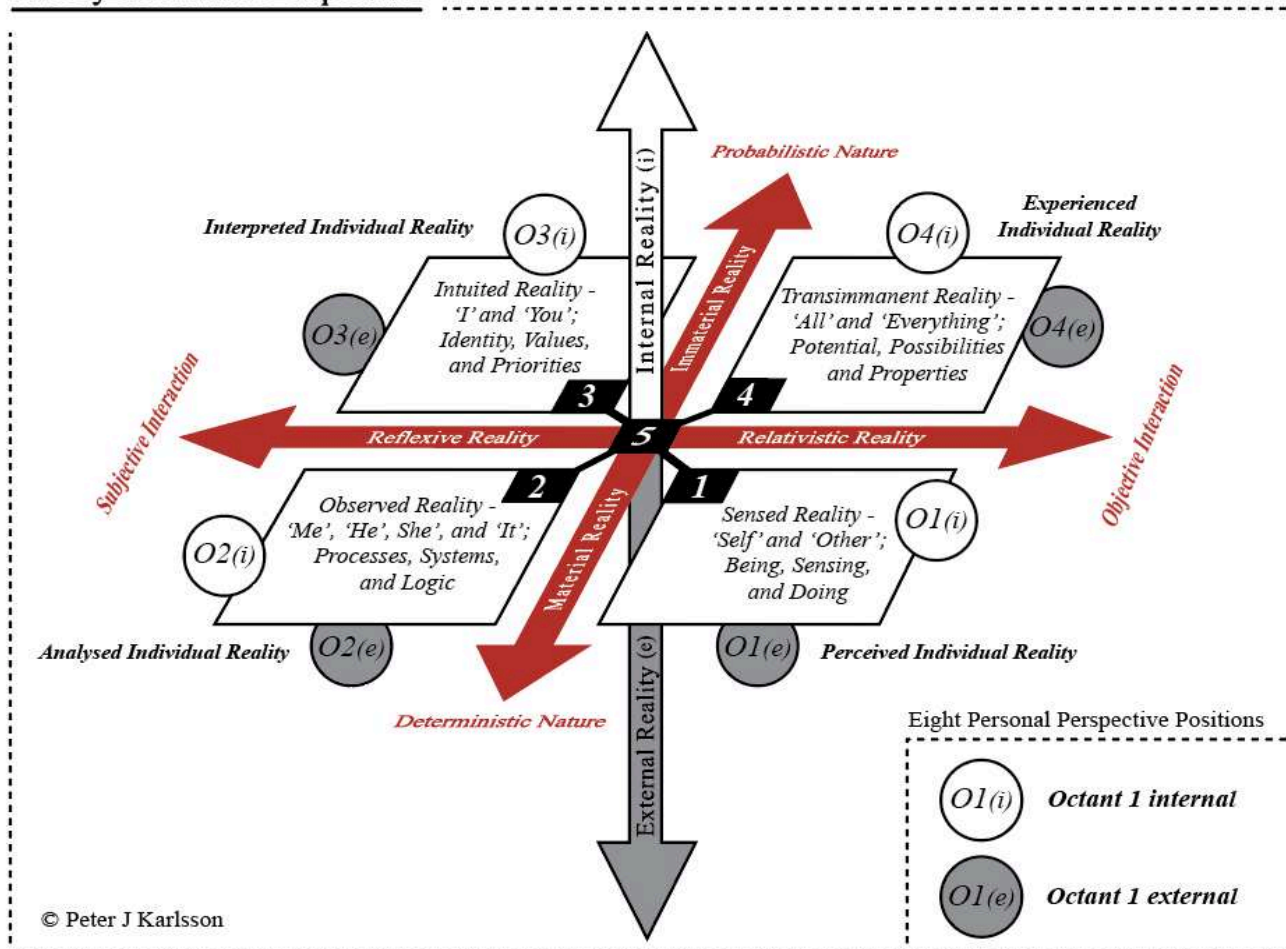 Probabilistic Nature
Internal Reality (i)
Immaterial Reality
Interpreted Individual Reality
O3(i)
O3(e)
Intuited Reality -
‘I’ and ‘You’;
Identity, Values,
and Priorities
3
Experienced
Individual Reality
O4(i)
O4(e)
Transimmanent Reality -
‘All’ and ‘Everything’;
Potential, Possibilities
and Properties
4
Subjective Interaction
Reflexive Reality
5
Relativistic Reality
Objective Interaction
2
Observed Reality -
‘Me’, ‘He’, She’, and ‘It’;
Processes, Systems,
and Logic
O2(i)
O2(e)
Analysed Individual Reality
Material Reality
Deterministic Nature
External Reality (e)
1
Sensed Reality -
‘Self’ and ‘Other’;
Being, Sensing,
and Doing
O1(i)
O1(e)
Perceived Individual Reality
Eight Personal Perspective Positions
O1(i)
Octant 1 internal
O1(e)
Octant 1 external
© Peter J Karlsson